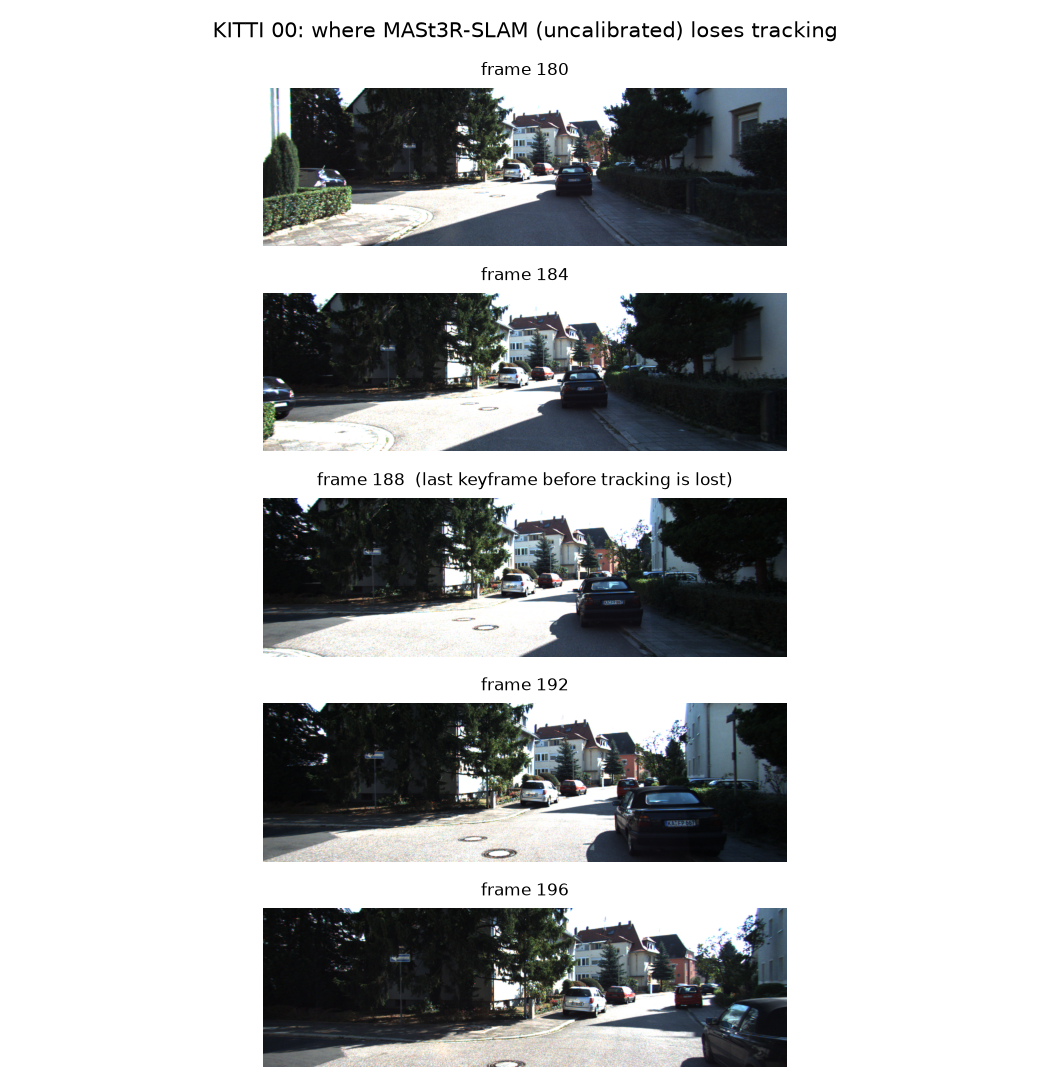 KITTI 00: where MASt3R-SLAM (uncalibrated) loses tracking
frame 180
frame 184
frame 188  (last keyframe before tracking is lost)
frame 192
frame 196